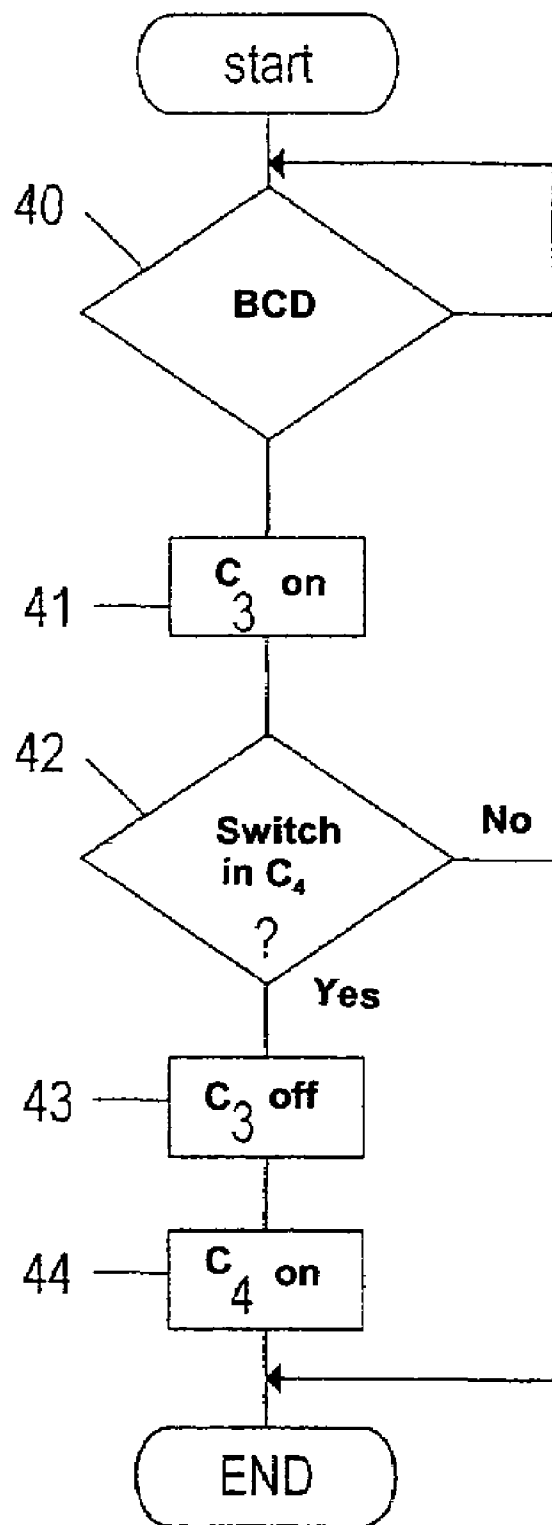 start
40
BCD
41
C3 on
42
Switch
in C4
?
No
Yes
43
C3 off
44
C4 on
END